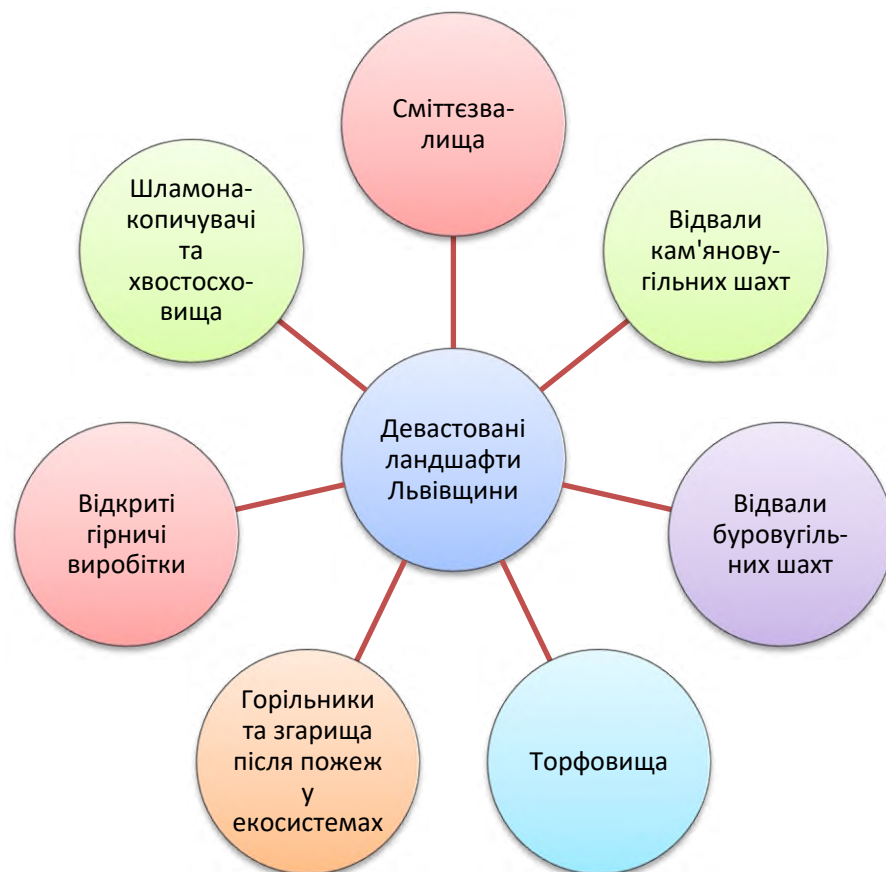 Сміттєзва-
лища
Шламона-
копичувачі
та
хвостосхо-
вища
Відвали
кам'янову-
гільних шахт
Девастовані
ландшафти
Львівщини
Відкриті
гірничі
виробітки
Відвали
буровугіль-
них шахт
Горільники
та згарища
після пожеж
у
екосистемах
Торфовища